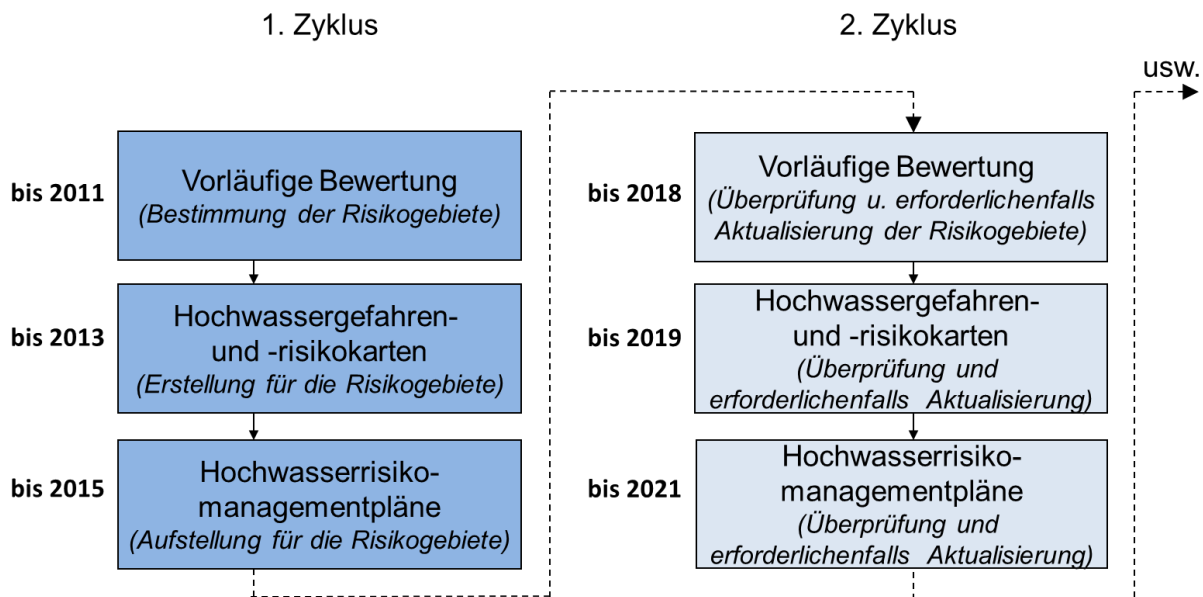 1. Zyklus
2. Zyklus
usw.
bis 2011
Vorläufige Bewertung
(Bestimmung der Risikogebiete)
bis 2013
Hochwassergefahren-
und -risikokarten
(Erstellung für die Risikogebiete)
bis 2015
Hochwasserrisiko-
managementpläne
(Aufstellung für die Risikogebiete)
bis 2018
Vorläufige Bewertung
(Überprüfung u. erforderlichenfalls
Aktualisierung der Risikogebiete)
bis 2019
Hochwassergefahren-
und -risikokarten
(Überprüfung und
erforderlichenfalls Aktualisierung)
bis 2021
Hochwasserrisiko-
managementpläne
(Überprüfung und
erforderlichenfalls Aktualisierung)